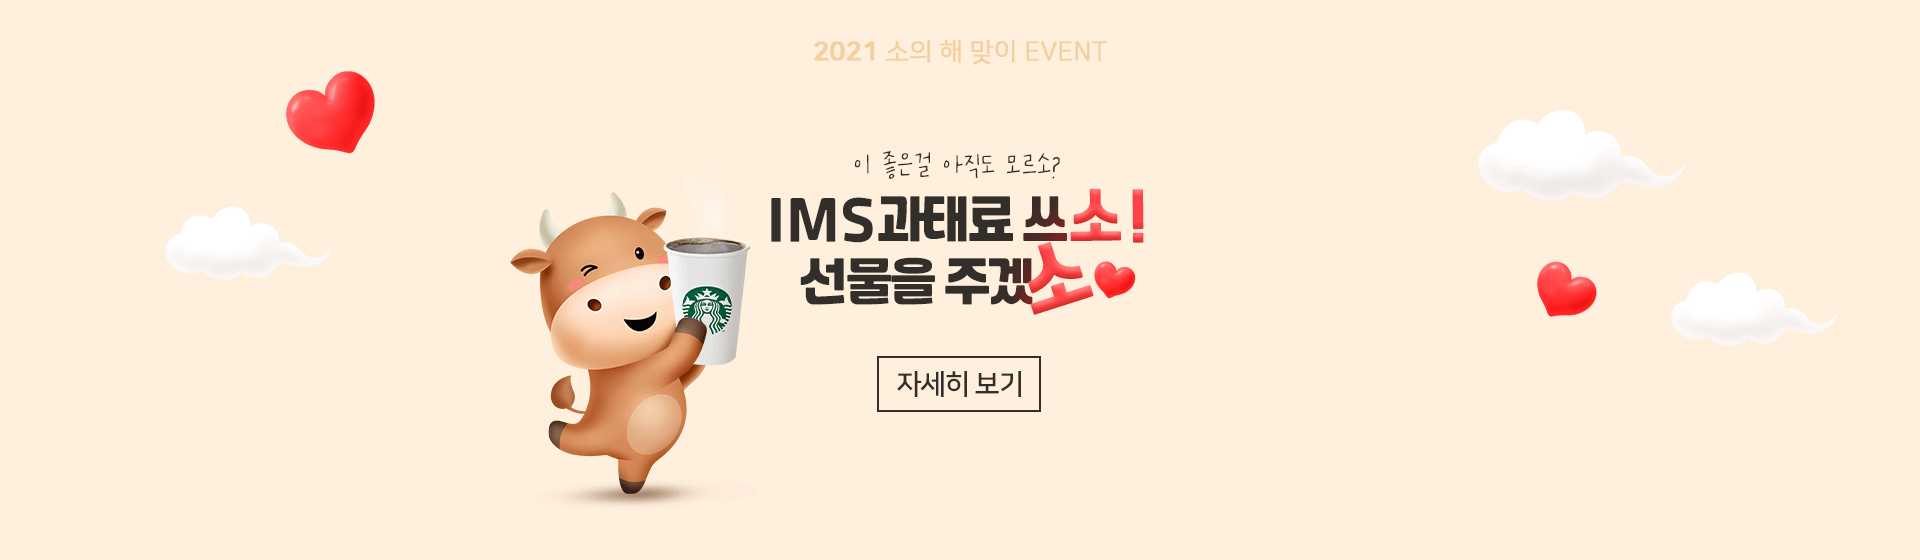 2021 소의 해 맞이 EVENT
이 좋은걸 아직도 모르소?
IMS과태료 쓰소!
선물을 주겠소
자세히 보기